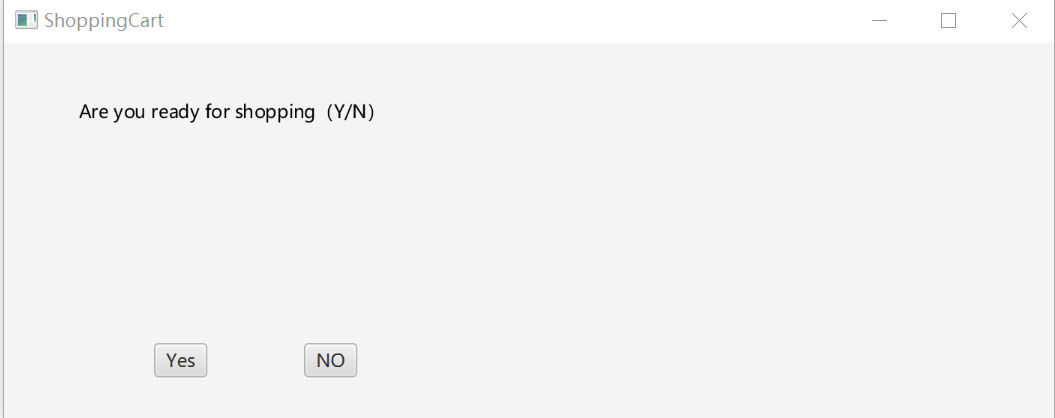 ShoppingCart
Are you ready for shopping（Y/N）
Yes
NO